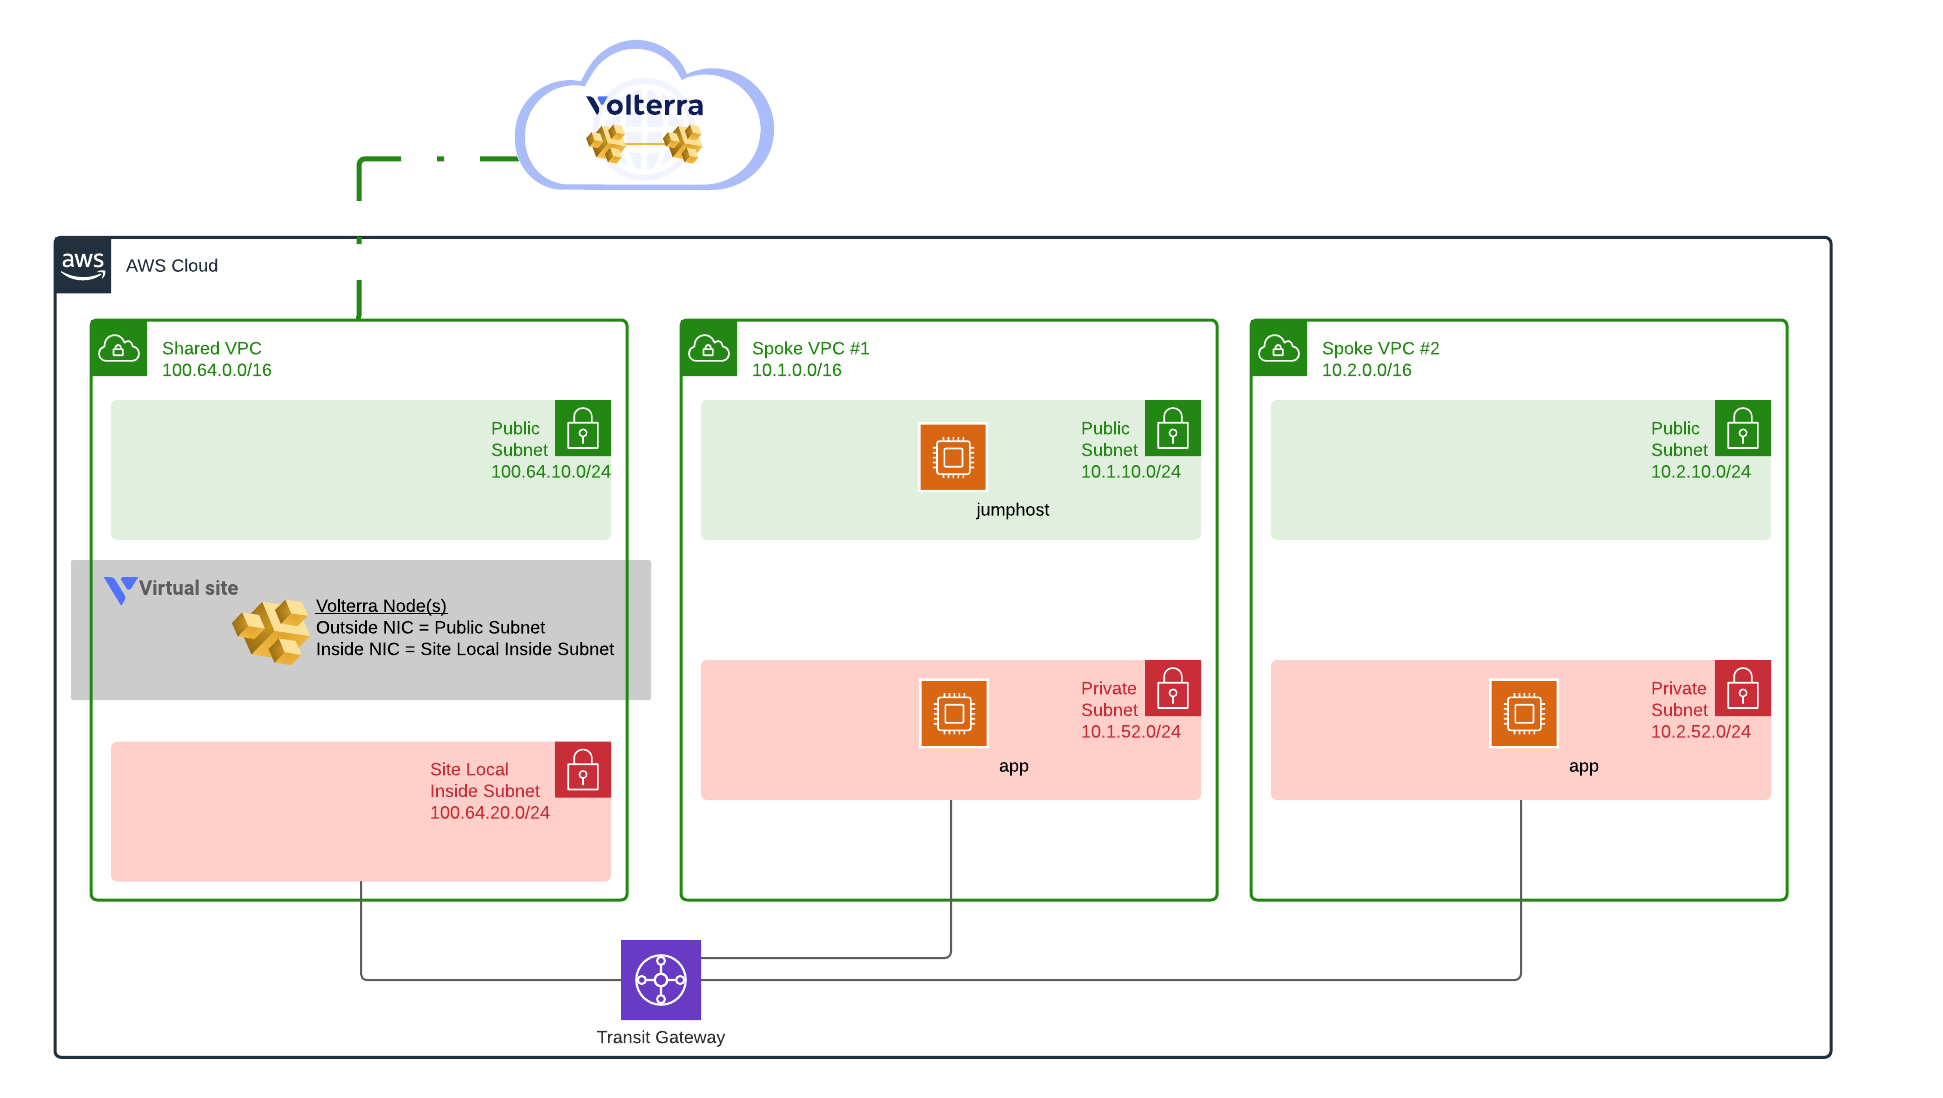 Volterra
aws
AWS Cloud
Shared VPC
100.64.0.0/16
Public
Subnet
100.64.10.0/24
Virtual site
Volterra Node(s)
Outside NIC = Public Subnet
Inside NIC = Site Local Inside Subnet
Site Local
Inside Subnet
100.64.20.0/24
Spoke VPC #1
10.1.0.0/16
Public
Subnet
10.1.10.0/24
jumphost
Private
Subnet
10.1.52.0/24
app
Spoke VPC #2
10.2.0.0/16
Public
Subnet
10.2.10.0/24
Private
Subnet
10.2.52.0/24
app
Transit Gateway